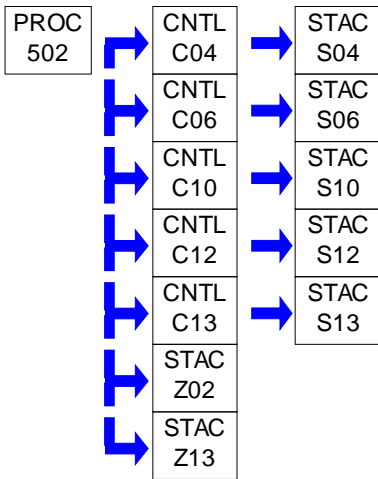 PROC
502
CNTL
C04
STAC
S04
CNTL
C06
STAC
S06
CNTL
C10
STAC
S10
CNTL
C12
STAC
S12
CNTL
C13
STAC
S13
STAC
Z02
STAC
Z13